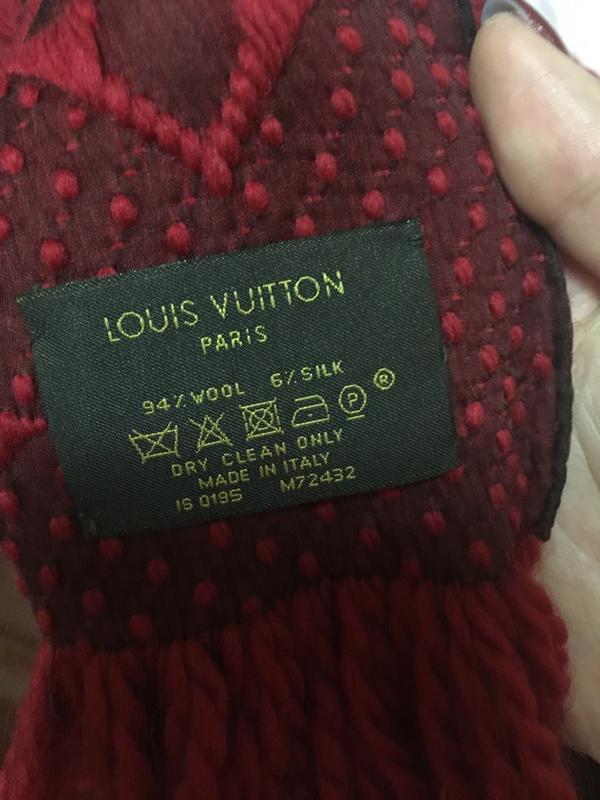 LOUIS VUITTON
PARIS
94% WOOL 6% SILK
P ®
DRY CLEAN ONLY
MADE IN ITALY
IS 0195 M72432